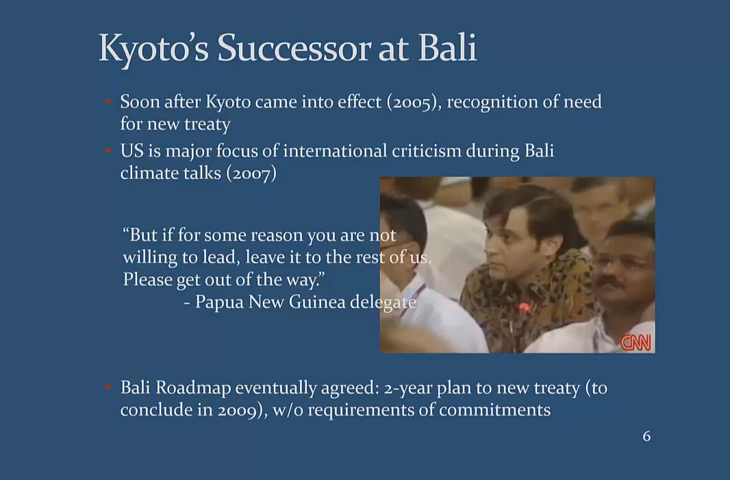 Kyoto's Successor at Bali
• Soon after Kyoto came into effect (2005), recognition of need
for new treaty
• US is major focus of international criticism during Bali
climate talks (2007)
“But if for some reason you are not
willing to lead, leave it to the rest of us.
Please get out of the way.”
- Papua New Guinea delegate
CNN
• Bali Roadmap eventually agreed: 2-year plan to new treaty (to
conclude in 2009), w/o requirements of commitments
6